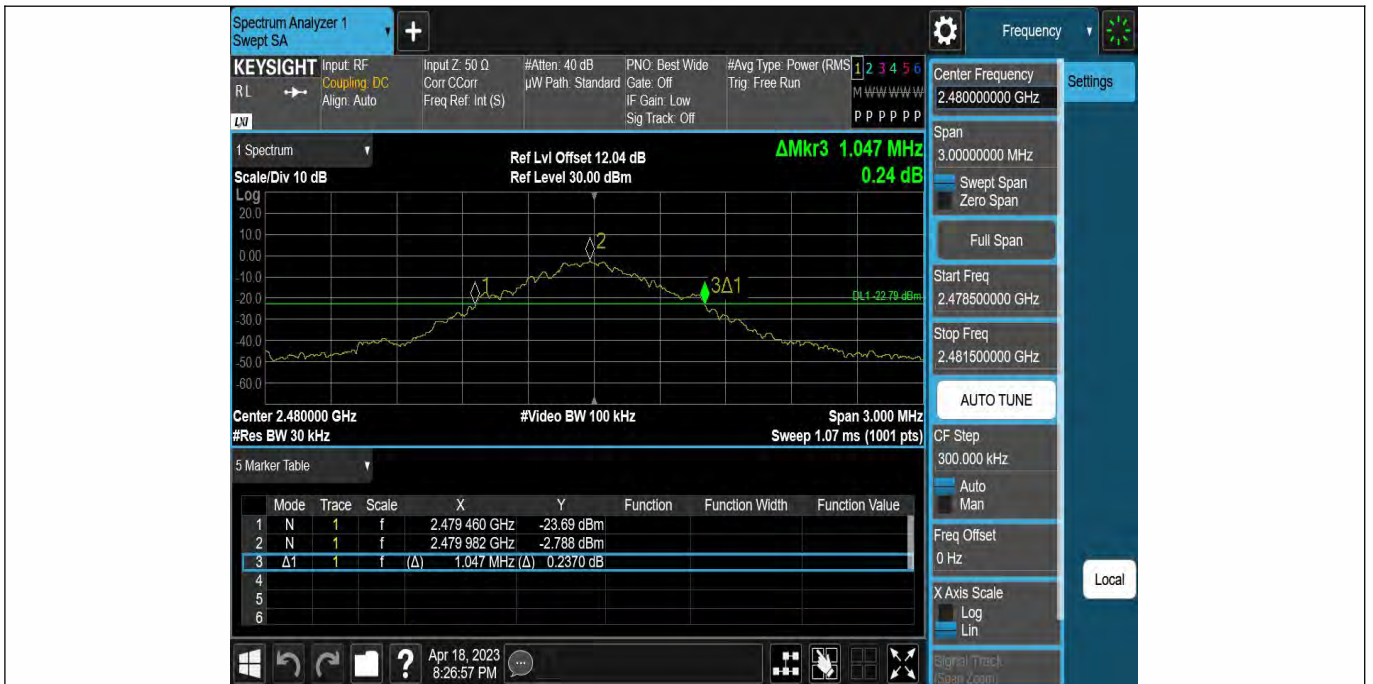 Spectrum Analyzer 1
Swept SA
+
Frequency
KEYSIGHT
RL
LXI
Input: RF
Coupling: DC
Align: Auto
Input Z: 50 Ω
Corr CCorr
Freq Ref: Int (S)
#Atten: 40 dB
µW Path: Standard
PNO: Best Wide
Gate: Off
IF Gain: Low
Sig Track: Off
#Avg Type: Power (RMS
Trig: Free Run
1 2 3 4 5 6
M W W W W W
P P P P P P
1 Spectrum
Scale/Div 10 dB
Ref Lvl Offset 12.04 dB
Ref Level 30.00 dBm
ΔMkr3 1.047 MHz
0.24 dB
Log
20.0
10.0
0.00
-10.0
-20.0
-30.0
-40.0
-50.0
-60.0
1
2
3Δ1
DL1 -22.79 dBm
Center 2.480000 GHz
#Video BW 100 kHz
Span 3.000 MHz
#Res BW 30 kHz
Sweep 1.07 ms (1001 pts)
5 Marker Table
Mode Trace Scale X Y Function Function Width Function Value
1 N 1 f 2.479 460 GHz -23.69 dBm
2 N 1 f 2.479 982 GHz -2.788 dBm
3 Δ1 1 f (Δ) 1.047 MHz (Δ) 0.2370 dB
4
5
6
?
Apr 18, 2023
8:26:57 PM
Center Frequency
2.480000000 GHz
Settings
Span
3.00000000 MHz
Swept Span
Zero Span
Full Span
Start Freq
2.478500000 GHz
Stop Freq
2.481500000 GHz
AUTO TUNE
CF Step
300.000 kHz
Auto
Man
Freq Offset
0 Hz
Local
X Axis Scale
Log
Lin
Signal Track
(Span Zoom)